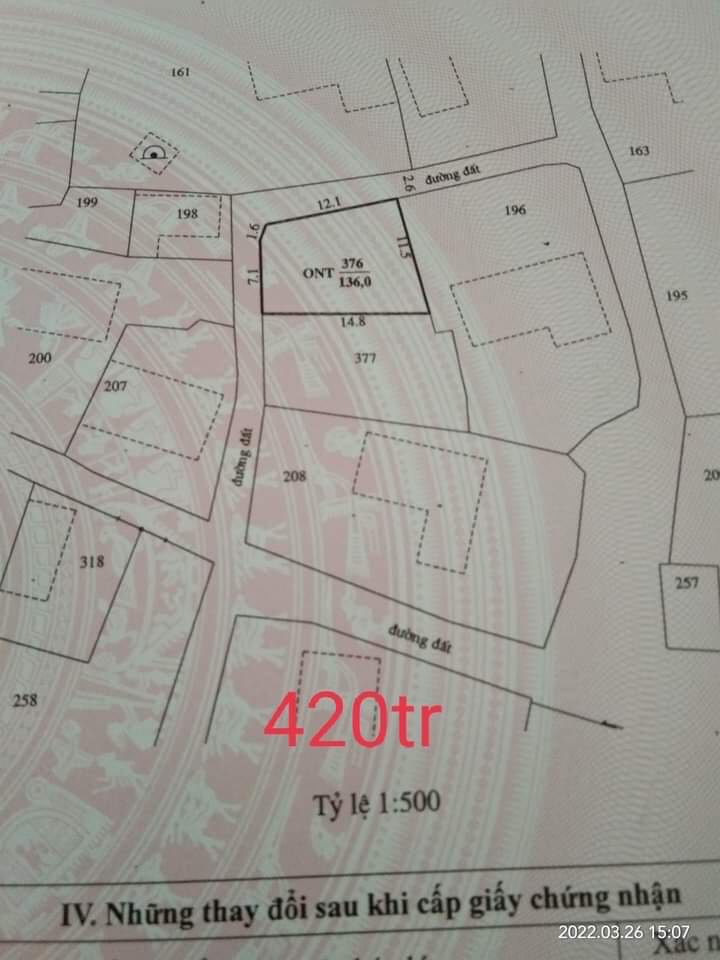 161
163
199
198
12.1
2.6
đường đất
196
1.6
7.1
ONT 376
136,0
11.5
195
14.8
200
207
377
đường đất
208
318
257
đường đất
258
420tr
Tỷ lệ 1:500
IV. Những thay đổi sau khi cấp giấy chứng nhận
2022.03.26 15:07
Xác n